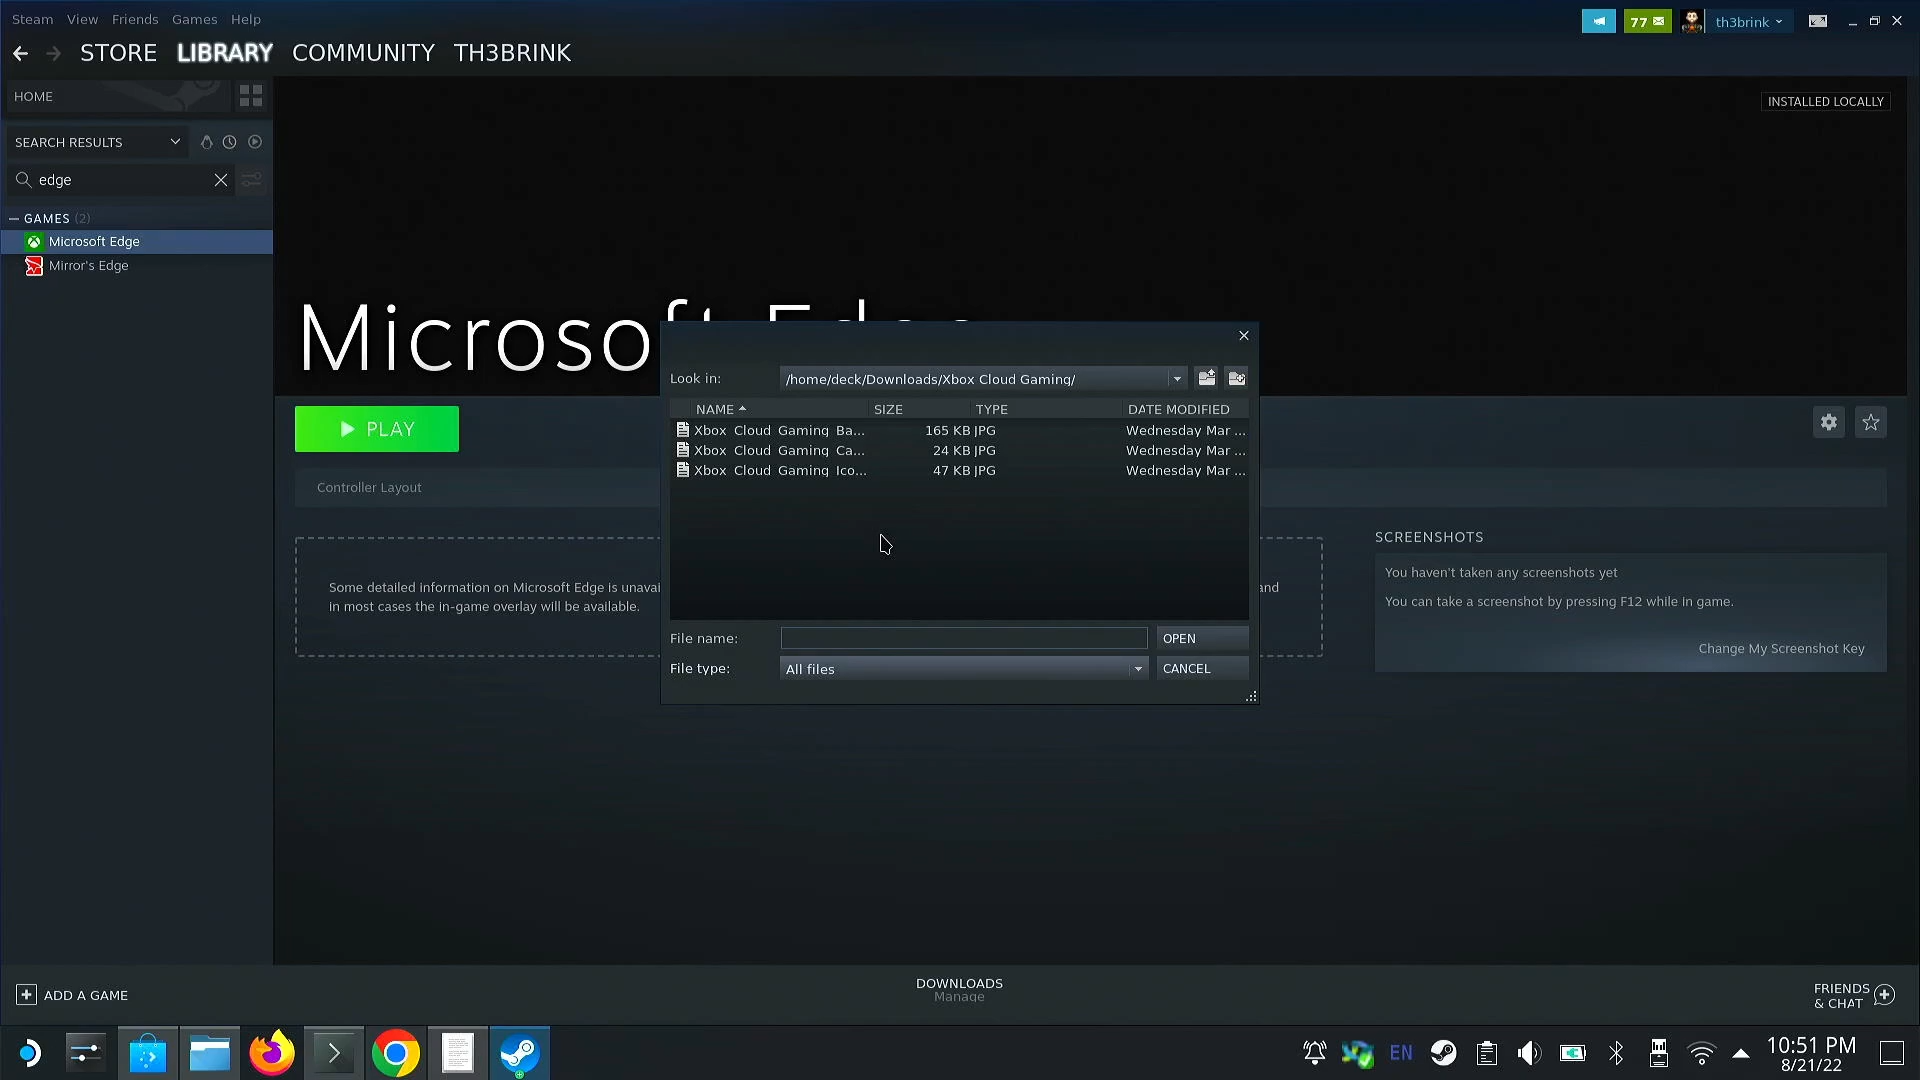 Steam View Friends Games Help
77 th3brink
STORE LIBRARY COMMUNITY TH3BRINK
HOME
INSTALLED LOCALLY
SEARCH RESULTS
edge
GAMES (2)
Microsoft Edge
Mirror's Edge
Microsoft Edge
Look in: /home/deck/Downloads/Xbox Cloud Gaming/
NAME SIZE TYPE DATE MODIFIED
Xbox Cloud Gaming Ba... 165 KB JPG Wednesday Mar ...
Xbox Cloud Gaming Ca... 24 KB JPG Wednesday Mar ...
Xbox Cloud Gaming Ico... 47 KB JPG Wednesday Mar ...
File name: OPEN
File type: All files CANCEL
PLAY
Controller Layout
Some detailed information on Microsoft Edge is unavai and
in most cases the in-game overlay will be available.
SCREENSHOTS
You haven't taken any screenshots yet
You can take a screenshot by pressing F12 while in game.
Change My Screenshot Key
ADD A GAME
DOWNLOADS
Manage
FRIENDS
& CHAT
EN
10:51 PM
8/21/22